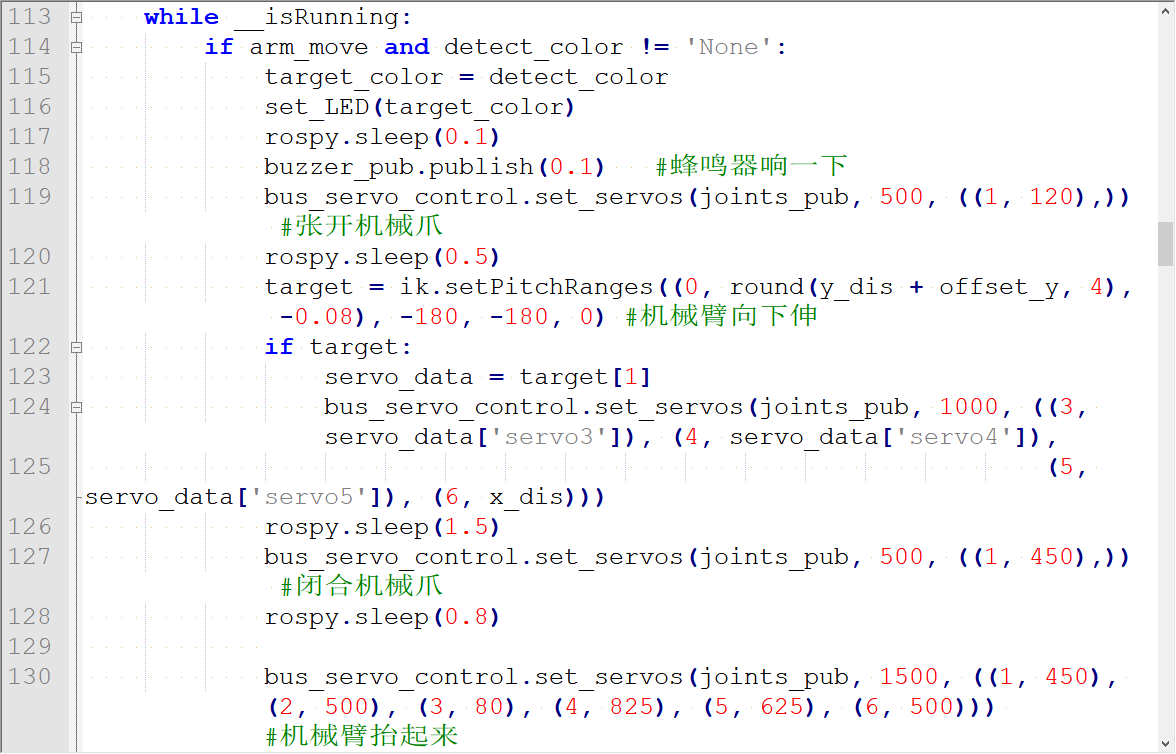 113 while __isRunning:
114 if arm_move and detect_color != 'None':
115 target_color = detect_color
116 set_LED(target_color)
117 rospy.sleep(0.1)
118 buzzer_pub.publish(0.1) #蜂鸣器响一下
119 bus_servo_control.set_servos(joints_pub, 500, ((1, 120),))
#张开机械爪
120 rospy.sleep(0.5)
121 target = ik.setPitchRanges((0, round(y_dis + offset_y, 4),
-0.08), -180, -180, 0) #机械臂向下伸
122 if target:
123 servo_data = target[1]
124 bus_servo_control.set_servos(joints_pub, 1000, ((3,
servo_data['servo3']), (4, servo_data['servo4']),
125 (5,
servo_data['servo5']), (6, x_dis)))
126 rospy.sleep(1.5)
127 bus_servo_control.set_servos(joints_pub, 500, ((1, 450),))
#闭合机械爪
128 rospy.sleep(0.8)
129
130 bus_servo_control.set_servos(joints_pub, 1500, ((1, 450),
(2, 500), (3, 80), (4, 825), (5, 625), (6, 500)))
#机械臂抬起来